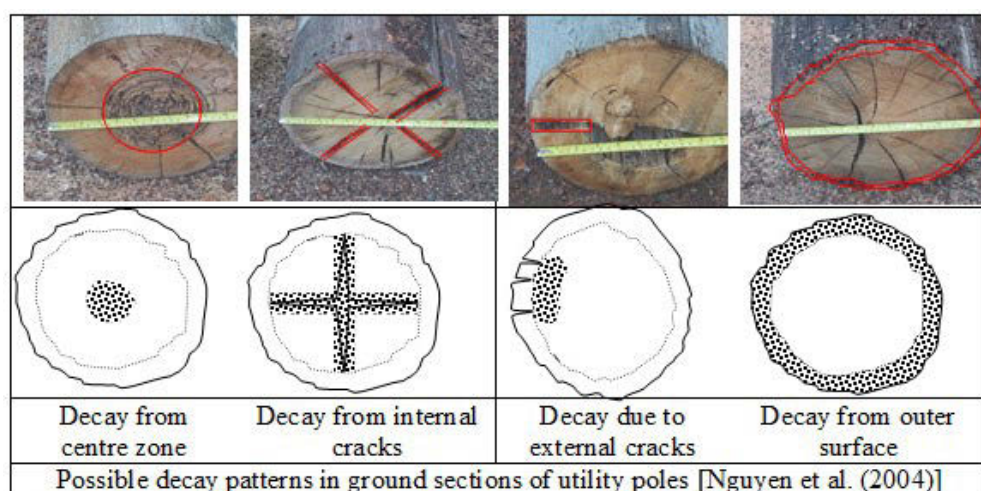 Decay from
centre zone
Decay from internal
cracks
Decay due to
external cracks
Decay from outer
surface
Possible decay patterns in ground sections of utility poles [Nguyen et al. (2004)]